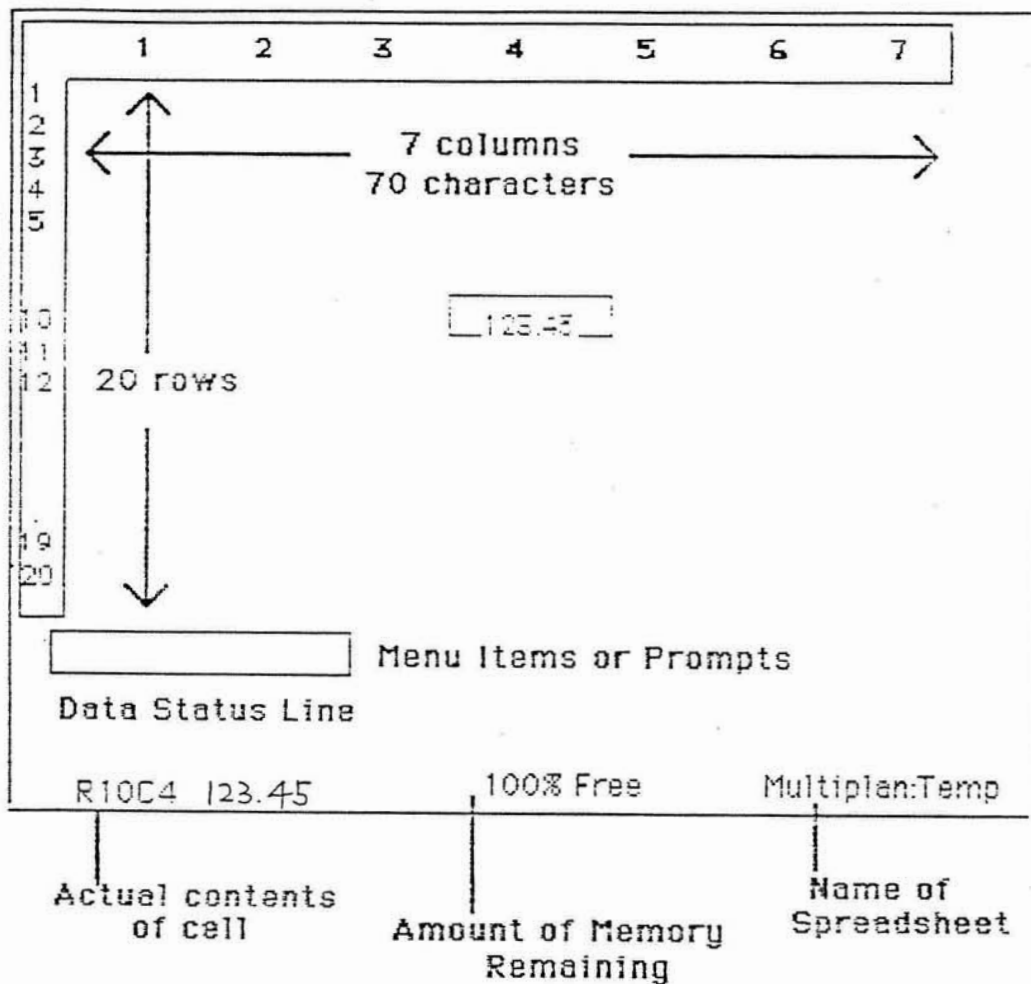 1 2 3 4 5 6 7
1
2
3
4
5
7 columns
70 characters
10
11
12
123.45
20 rows
19
20
Menu Items or Prompts
Data Status Line
R10C4 123.45 100% Free Multiplan:Temp
Actual contents
of cell
Amount of Memory
Remaining
Name of
Spreadsheet